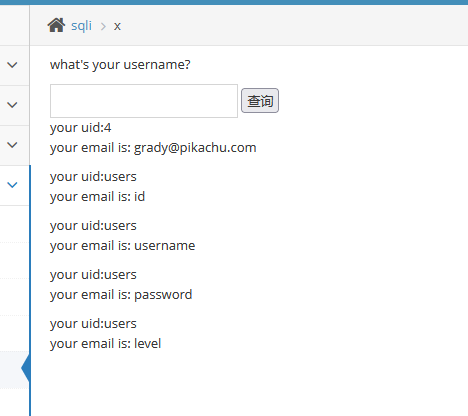 sqli > x
what's your username?
查询
your uid:4
your email is: grady@pikachu.com
your uid:users
your email is: id
your uid:users
your email is: username
your uid:users
your email is: password
your uid:users
your email is: level